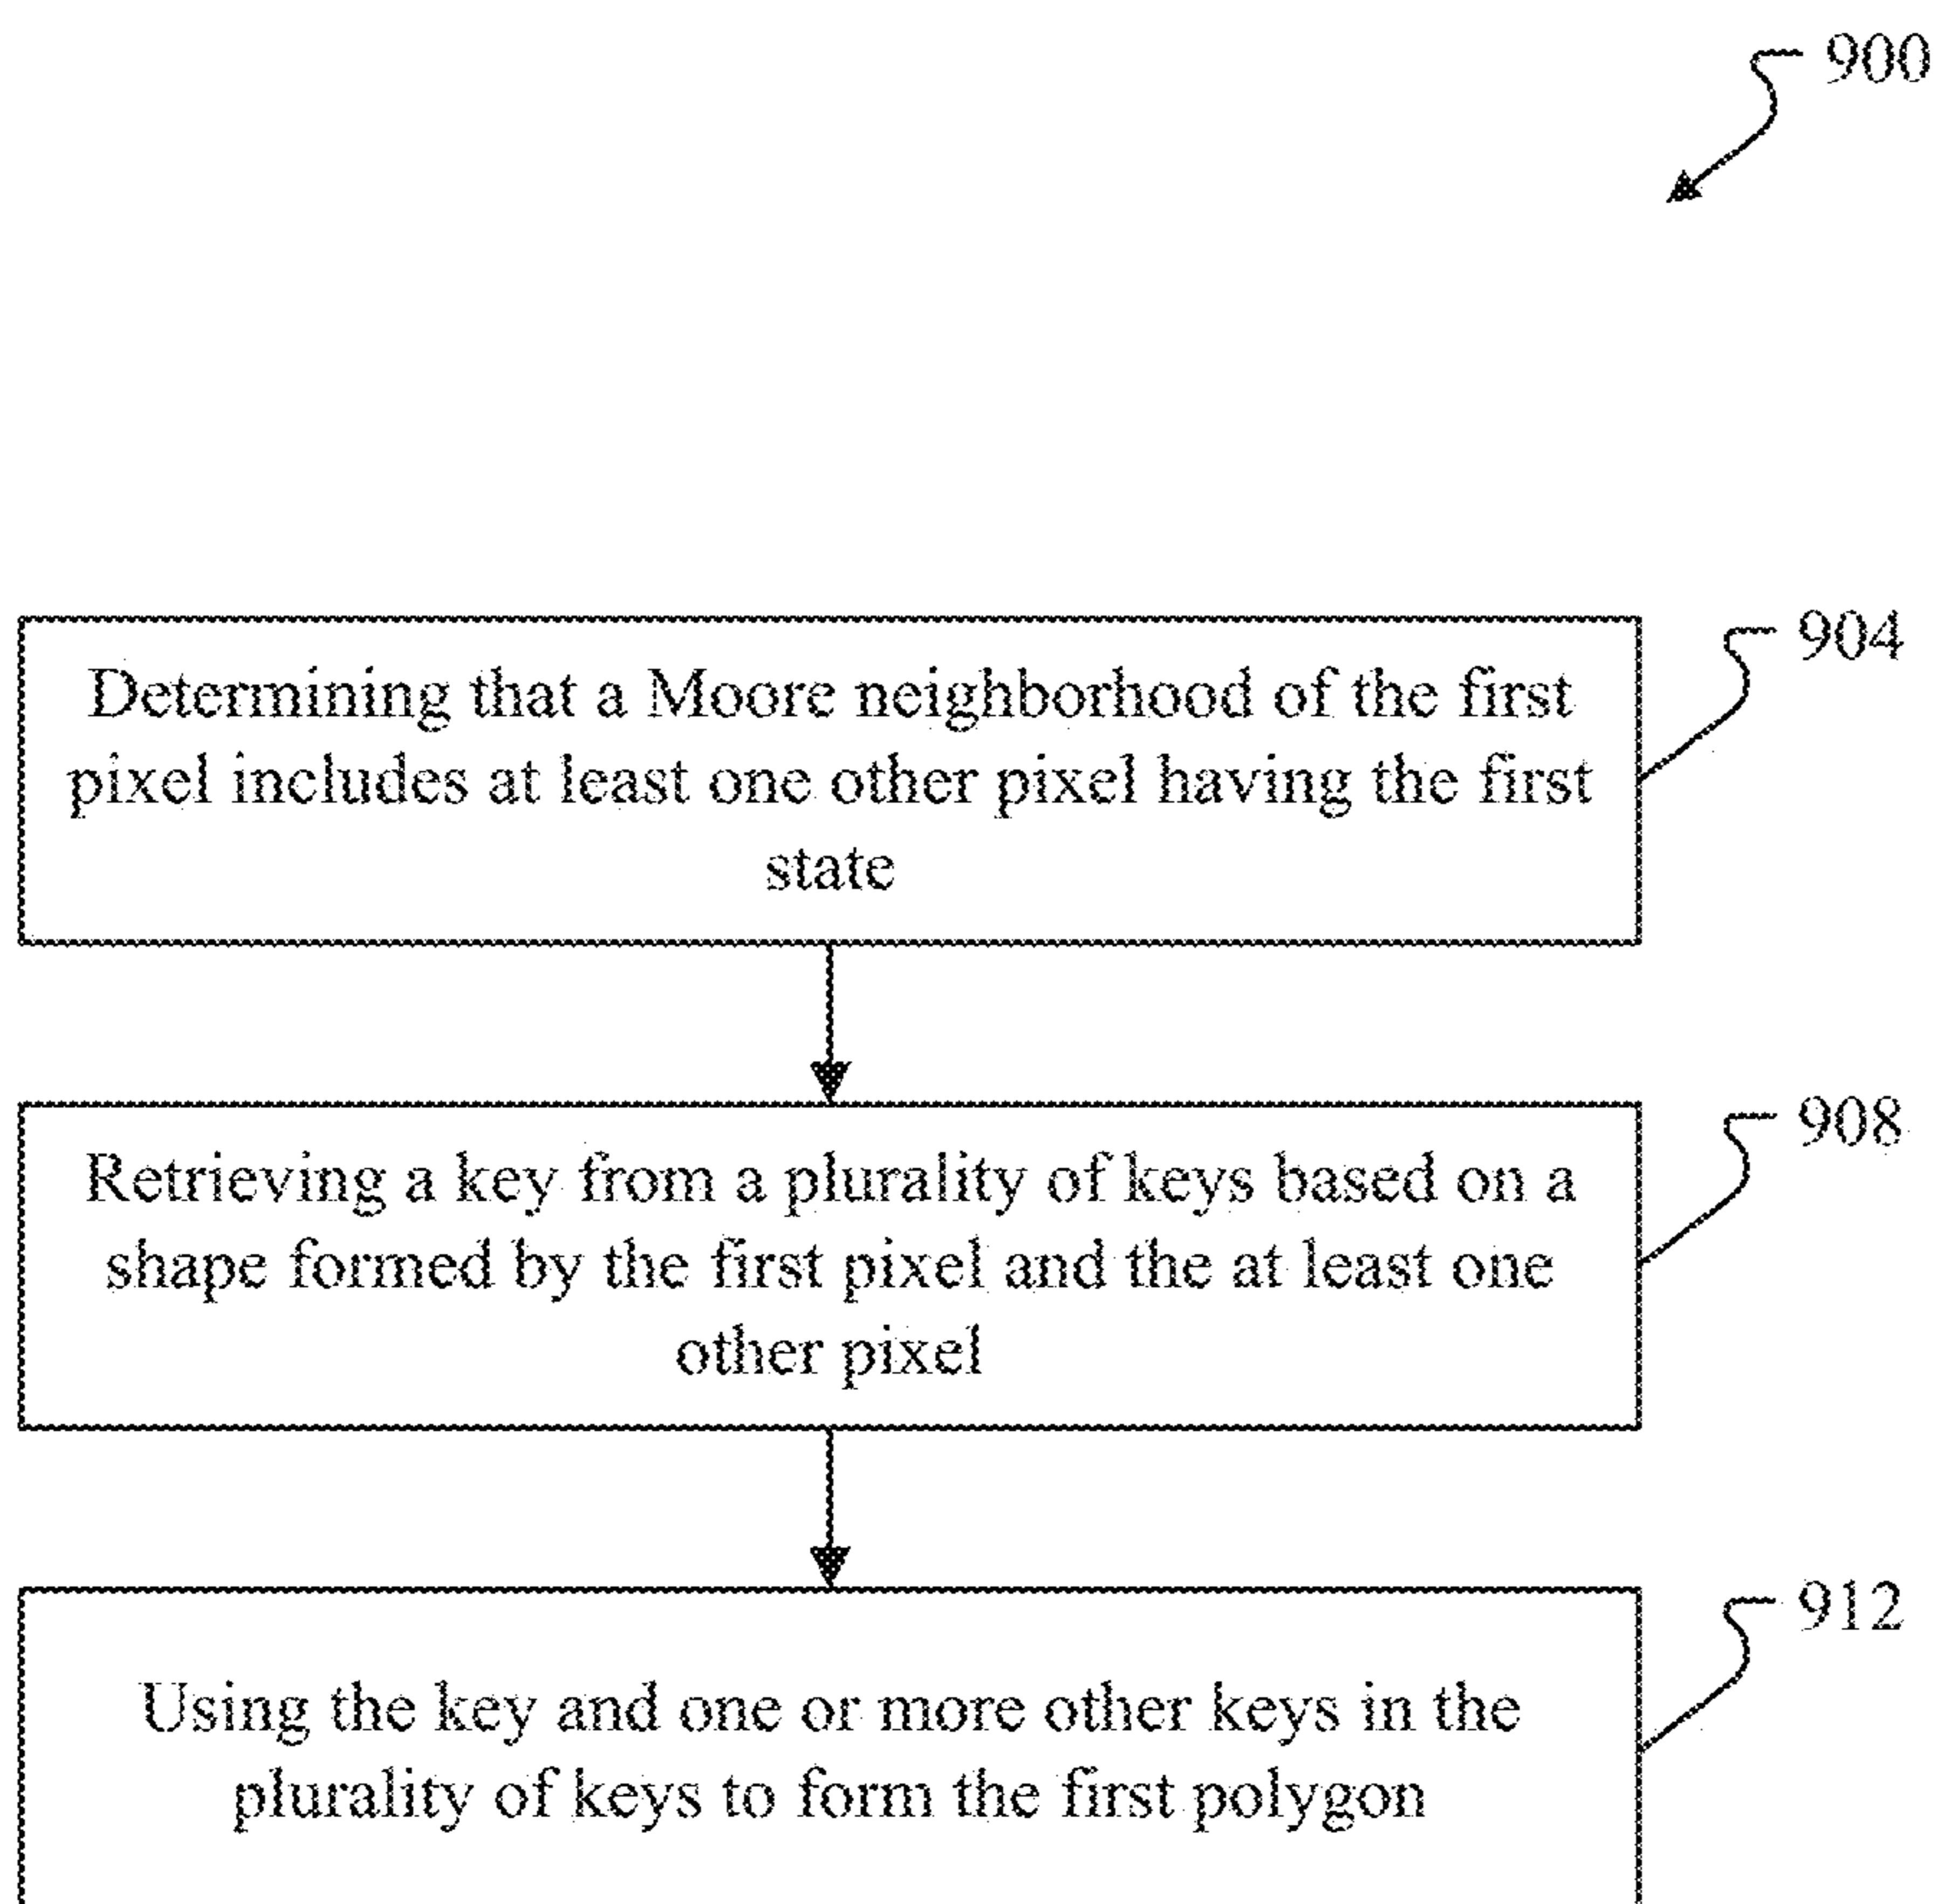 900
904
Determining that a Moore neighborhood of the first
pixel includes at least one other pixel having the first
state
908
Retrieving a key from a plurality of keys based on a
shape formed by the first pixel and the at least one
other pixel
912
Using the key and one or more other keys in the
plurality of keys to form the first polygon